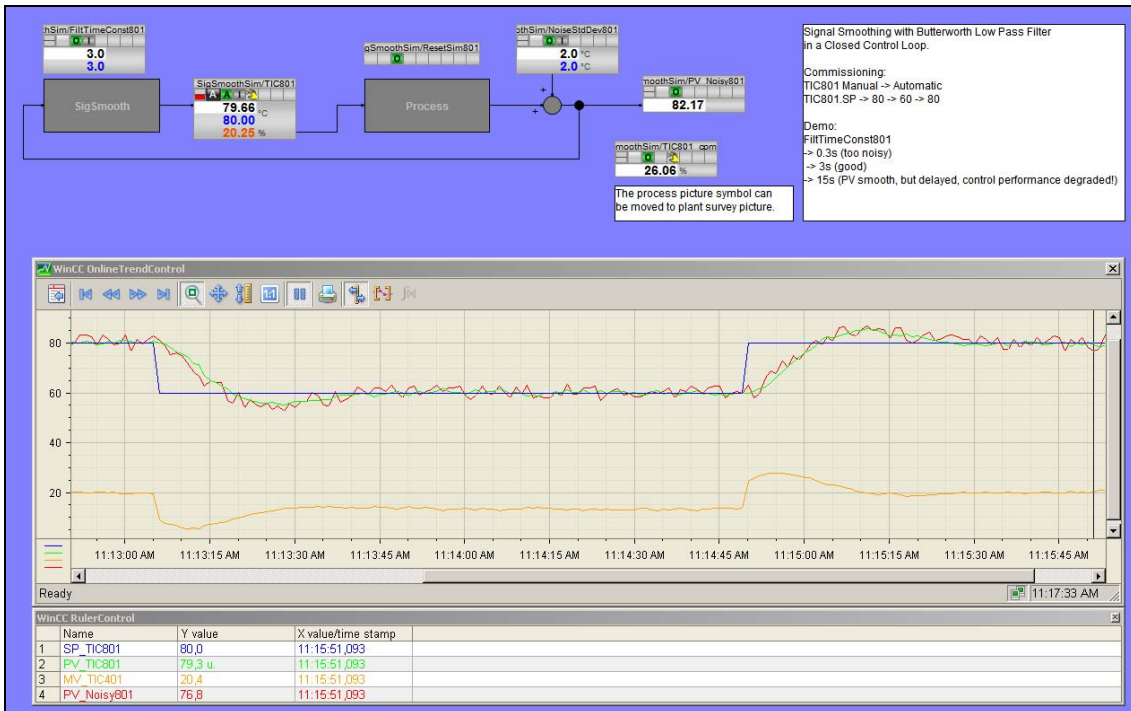 hSim/FiltTimeConst801
3.0
3.0
SigSmooth
SigSmoothSim/TIC801
A A I
79.66 °C
80.00
20.25 %
gSmoothSim/ResetSim801
Process
othSim/NoiseStdDev801
2.0 °C
2.0 °C
+
+
moothSim/PV_Noisy801
82.17
moothSim/TIC801_cpm
26.06 %
The process picture symbol can
be moved to plant survey picture.
Signal Smoothing with Butterworth Low Pass Filter
in a Closed Control Loop.
Commissioning:
TIC801 Manual -> Automatic
TIC801.SP -> 80 -> 60 -> 80
Demo:
FiltTimeConst801
-> 0.3s (too noisy)
-> 3s (good)
-> 15s (PV smooth, but delayed, control performance degraded!)
WinCC OnlineTrendControl
1:1
80
60
40
20
11:13:00 AM 11:13:15 AM 11:13:30 AM 11:13:45 AM 11:14:00 AM 11:14:15 AM 11:14:30 AM 11:14:45 AM 11:15:00 AM 11:15:15 AM 11:15:30 AM 11:15:45 AM
Ready 11:17:33 AM
WinCC RulerControl
Name Y value X value/time stamp
1 SP_TIC801 80,0 11:15:51,093
2 PV_TIC801 79,3 u. 11:15:51,093
3 MV_TIC401 20,4 11:15:51,093
4 PV_Noisy801 76,8 11:15:51,093